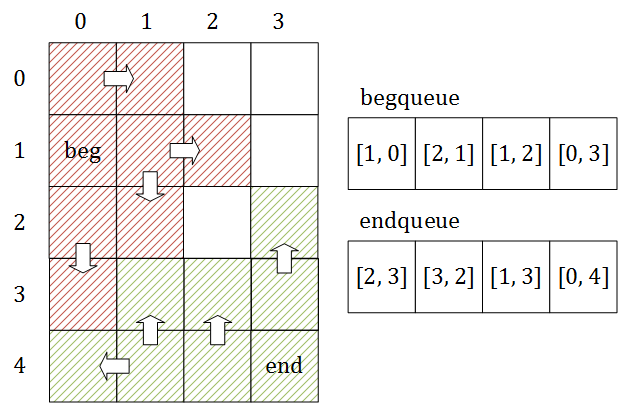 0 1 2 3
0
1 beg
2
3
4 end
begqueue
[1, 0] [2, 1] [1, 2] [0, 3]
endqueue
[2, 3] [3, 2] [1, 3] [0, 4]